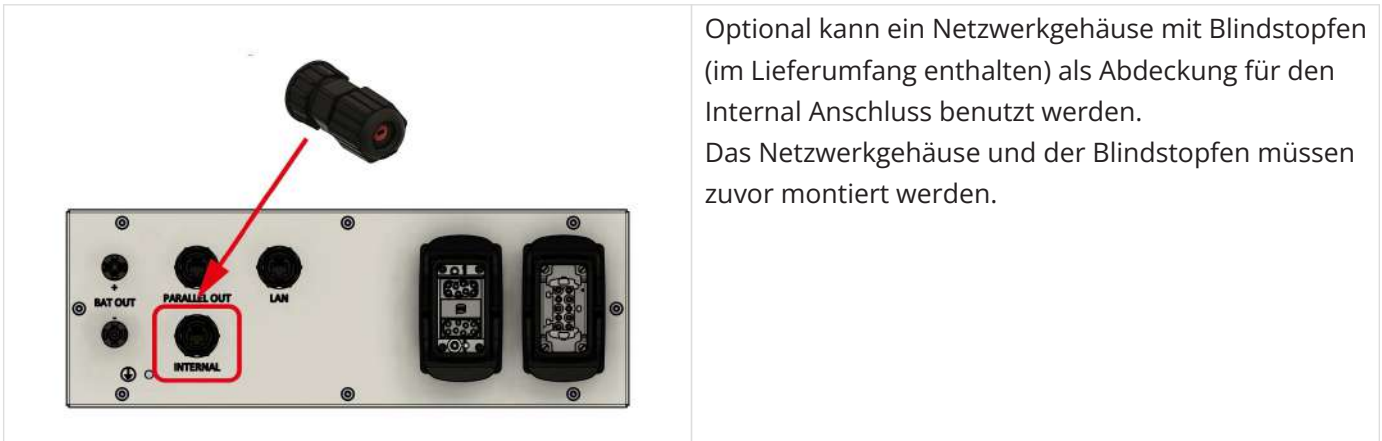 Optional kann ein Netzwerkgehäuse mit Blindstopfen
(im Lieferumfang enthalten) als Abdeckung für den
Internal Anschluss benutzt werden.
Das Netzwerkgehäuse und der Blindstopfen müssen
zuvor montiert werden.
+
BAT OUT
-
PARALLEL OUT
LAN
INTERNAL